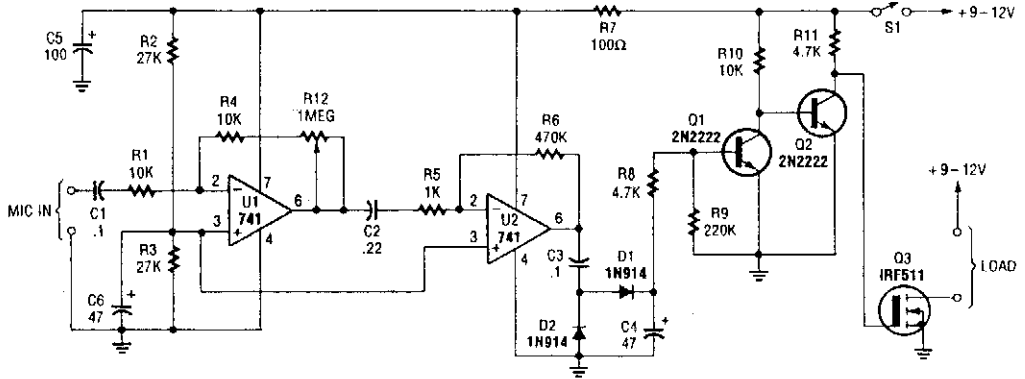 C5
100
+
R2
27K
R7
100Ω
R10
10K
R11
4.7K
S1
+9-12V
R4
10K
R12
1MEG
R6
470K
Q1
2N2222
Q2
2N2222
R1
10K
MIC IN
C1
.1
2
-
7
U1
741
6
3
+
4
R5
1K
C2
.22
2
-
7
U2
741
6
3
+
4
R8
4.7K
R9
220K
R3
27K
C6
47
+
C3
.1
D1
1N914
D2
1N914
C4
47
+
+9-12V
Q3
IRF511
LOAD